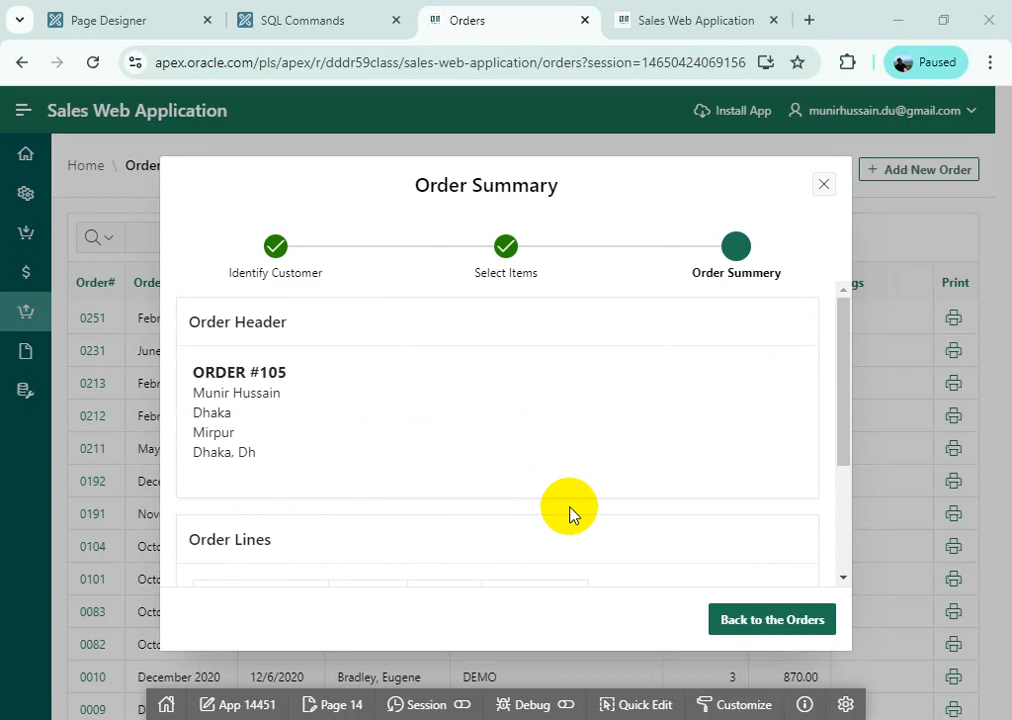 Page Designer
SQL Commands
Orders
Sales Web Application
apex.oracle.com/pls/apex/r/dddr59class/sales-web-application/orders?session=14650424069156
Paused
Sales Web Application
Install App
munirhussain.du@gmail.com
Home \
+ Add New Order
Order Summary
Identify Customer
Select Items
Order Summary
Order#
Print
Order Header
ORDER #105
Munir Hussain
Dhaka
Mirpur
Dhaka, Dh
Order Lines
Back to the Orders
0251
0231
0213
0212
0211
0192
0191
0104
0101
0083
0082
0010 December 2020 12/6/2020 Bradley, Eugene DEMO 3 870.00
0009
App 14451
Page 14
Session
Debug
Quick Edit
Customize